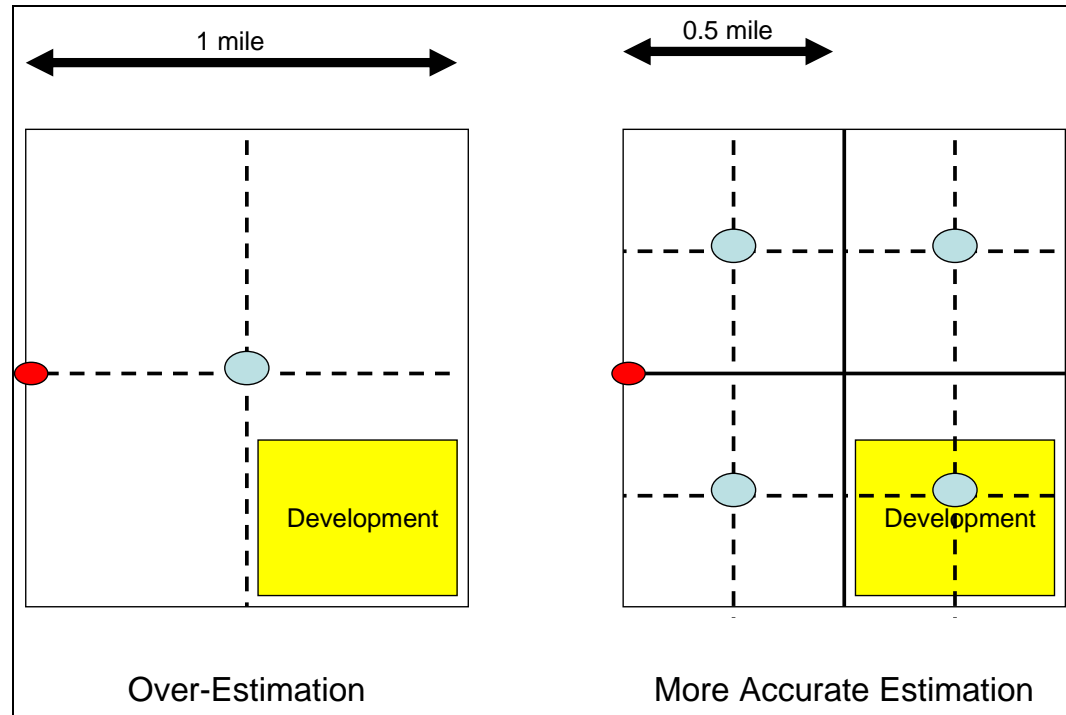 1 mile
0.5 mile
Development
Development
Over-Estimation
More Accurate Estimation